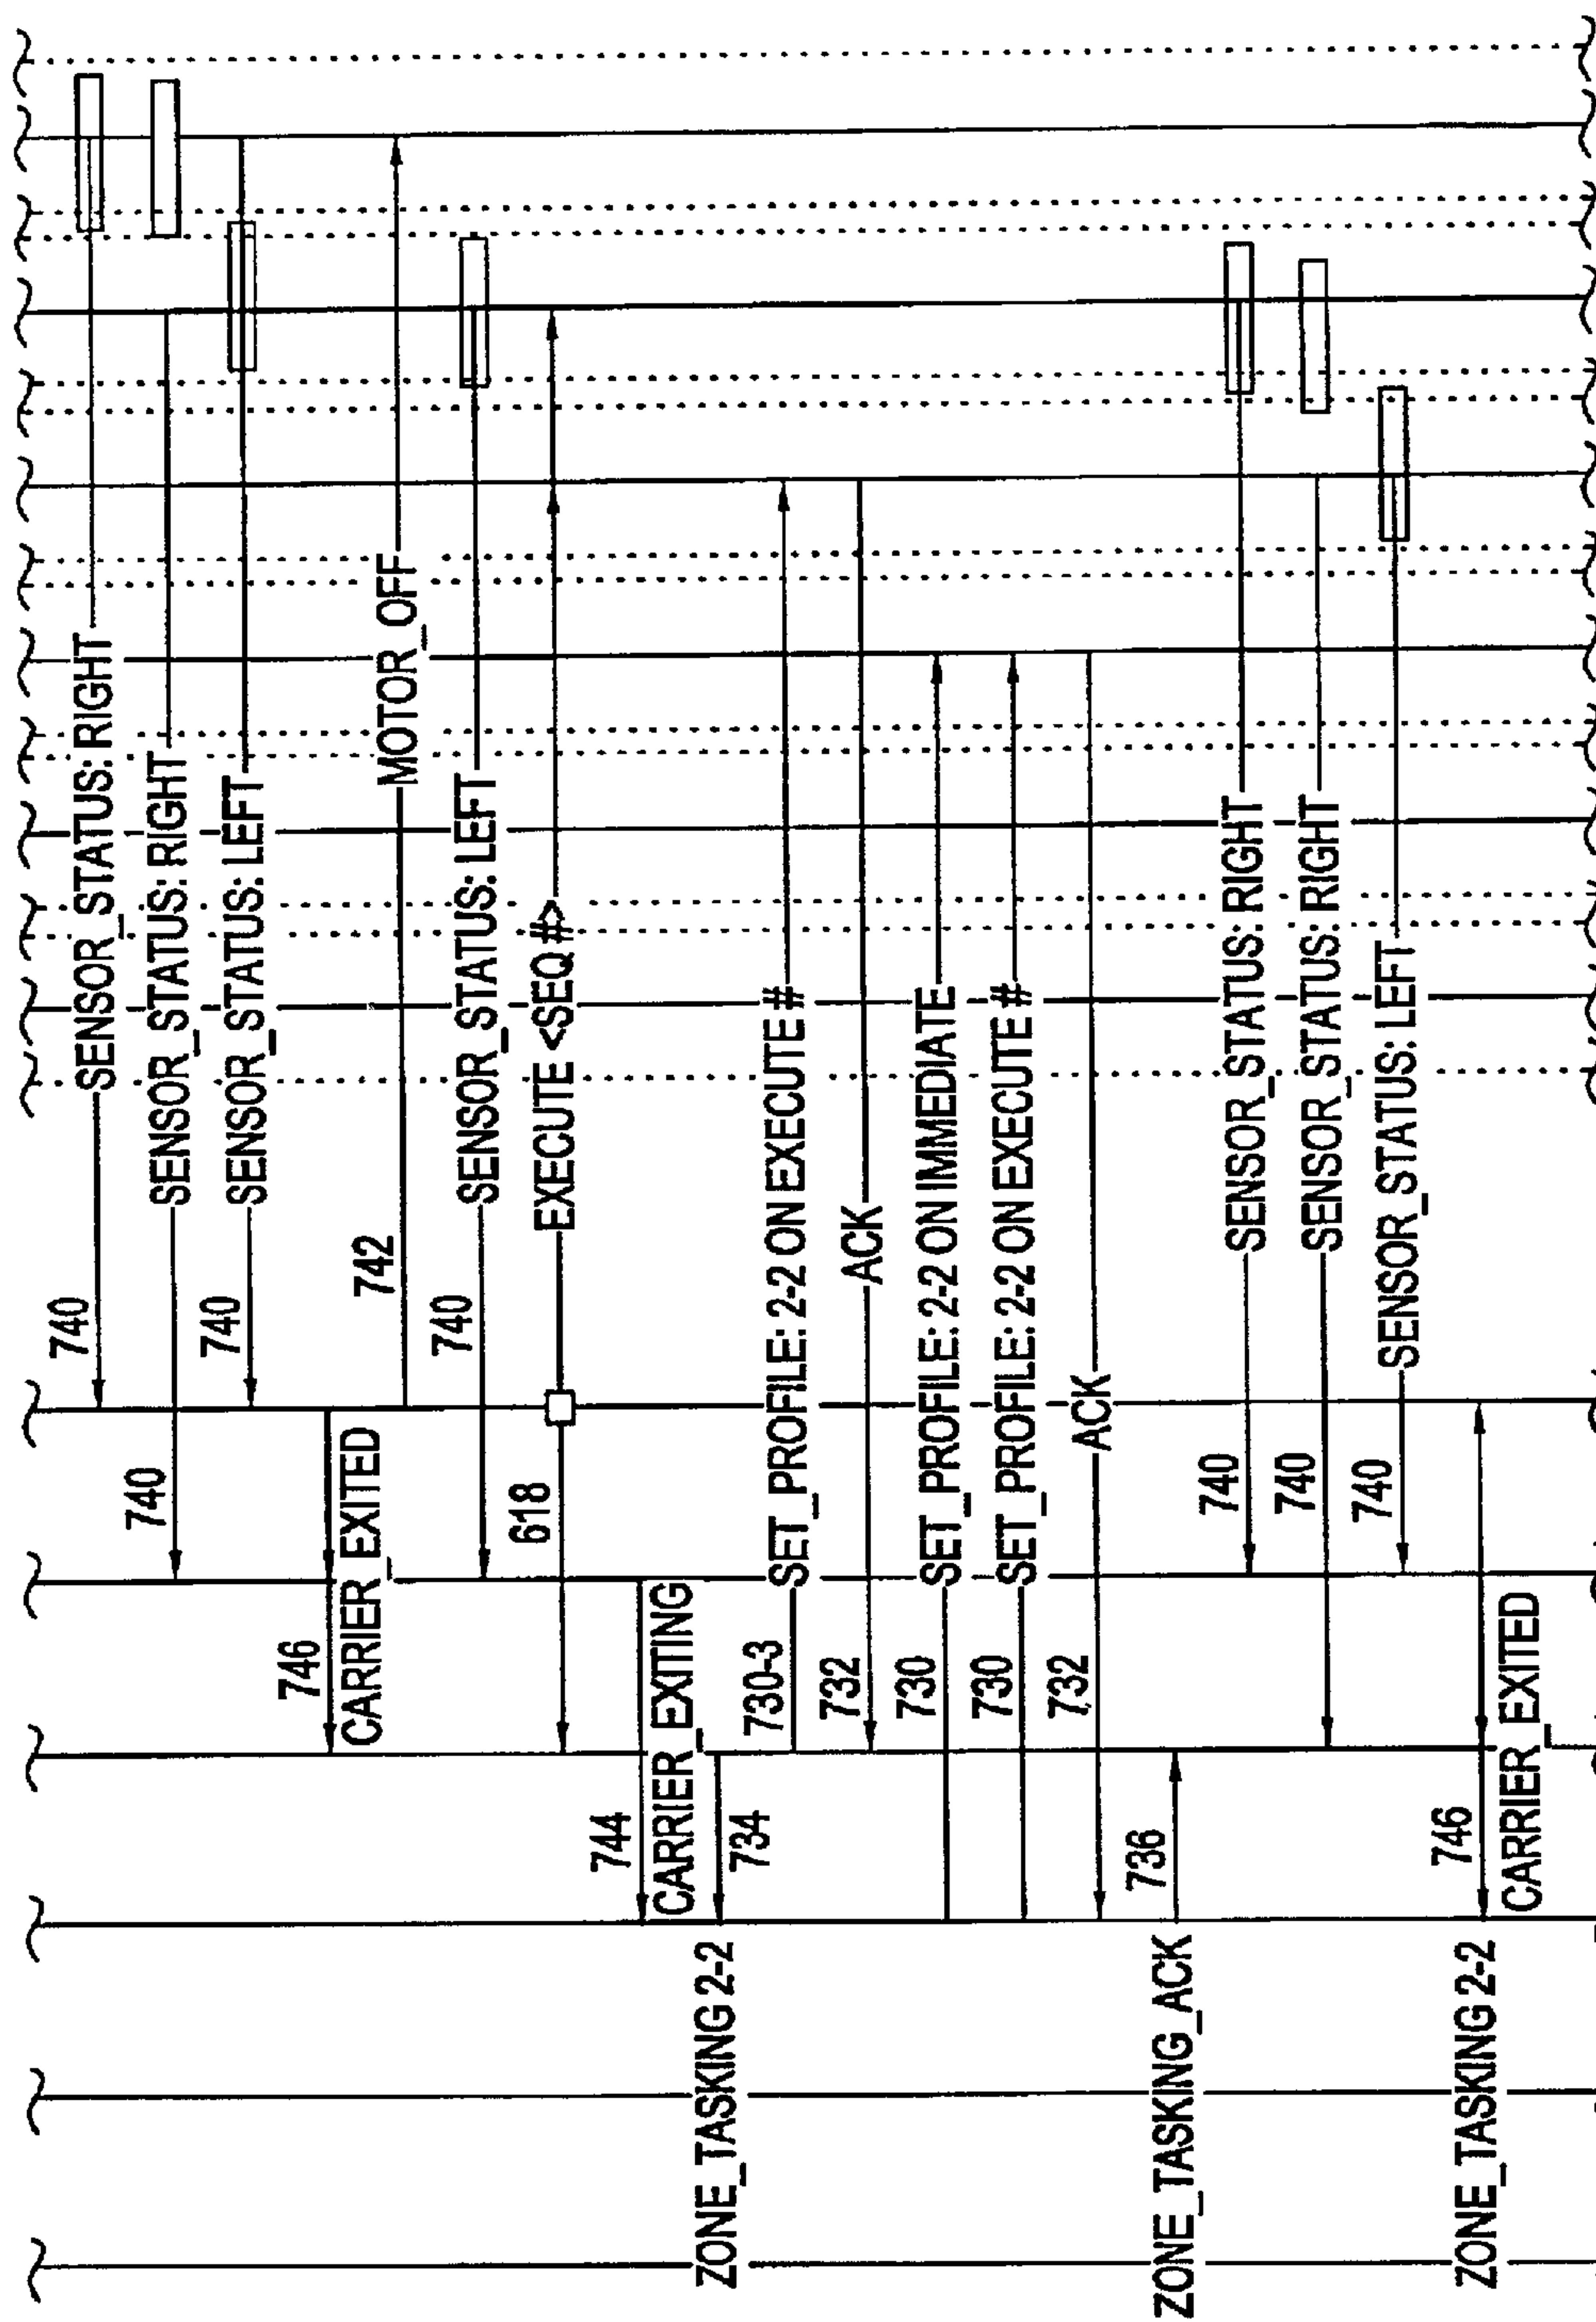 740
SENSOR_STATUS: RIGHT
740
SENSOR_STATUS: RIGHT
740
SENSOR_STATUS: LEFT
746
CARRIER_EXITED
742
MOTOR_OFF
740
SENSOR_STATUS: LEFT
618
EXECUTE <SEQ #>
744
CARRIER_EXITING
ZONE_TASKING 2-2
734
730-3
SET_PROFILE: 2-2 ON EXECUTE #
732
ACK
730
SET_PROFILE: 2-2 ON IMMEDIATE
730
SET_PROFILE: 2-2 ON EXECUTE #
732
ACK
ZONE_TASKING_ACK
736
740
SENSOR_STATUS: RIGHT
740
SENSOR_STATUS: RIGHT
740
SENSOR_STATUS: LEFT
ZONE_TASKING 2-2
746
CARRIER_EXITED